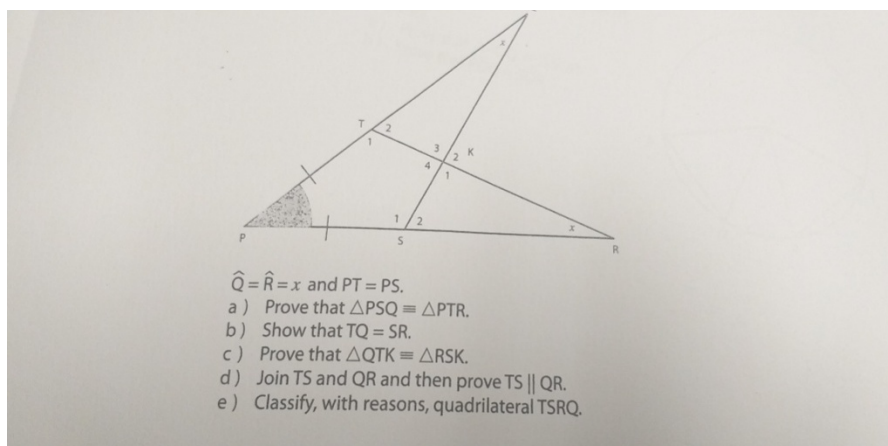 x
T 2
1
3 2 K
4 1
1 2 x
P S R
Q̂ = R̂ = x and PT = PS.
a) Prove that △PSQ ≡ △PTR.
b) Show that TQ = SR.
c) Prove that △QTK ≡ △RSK.
d) Join TS and QR and then prove TS || QR.
e) Classify, with reasons, quadrilateral TSRQ.